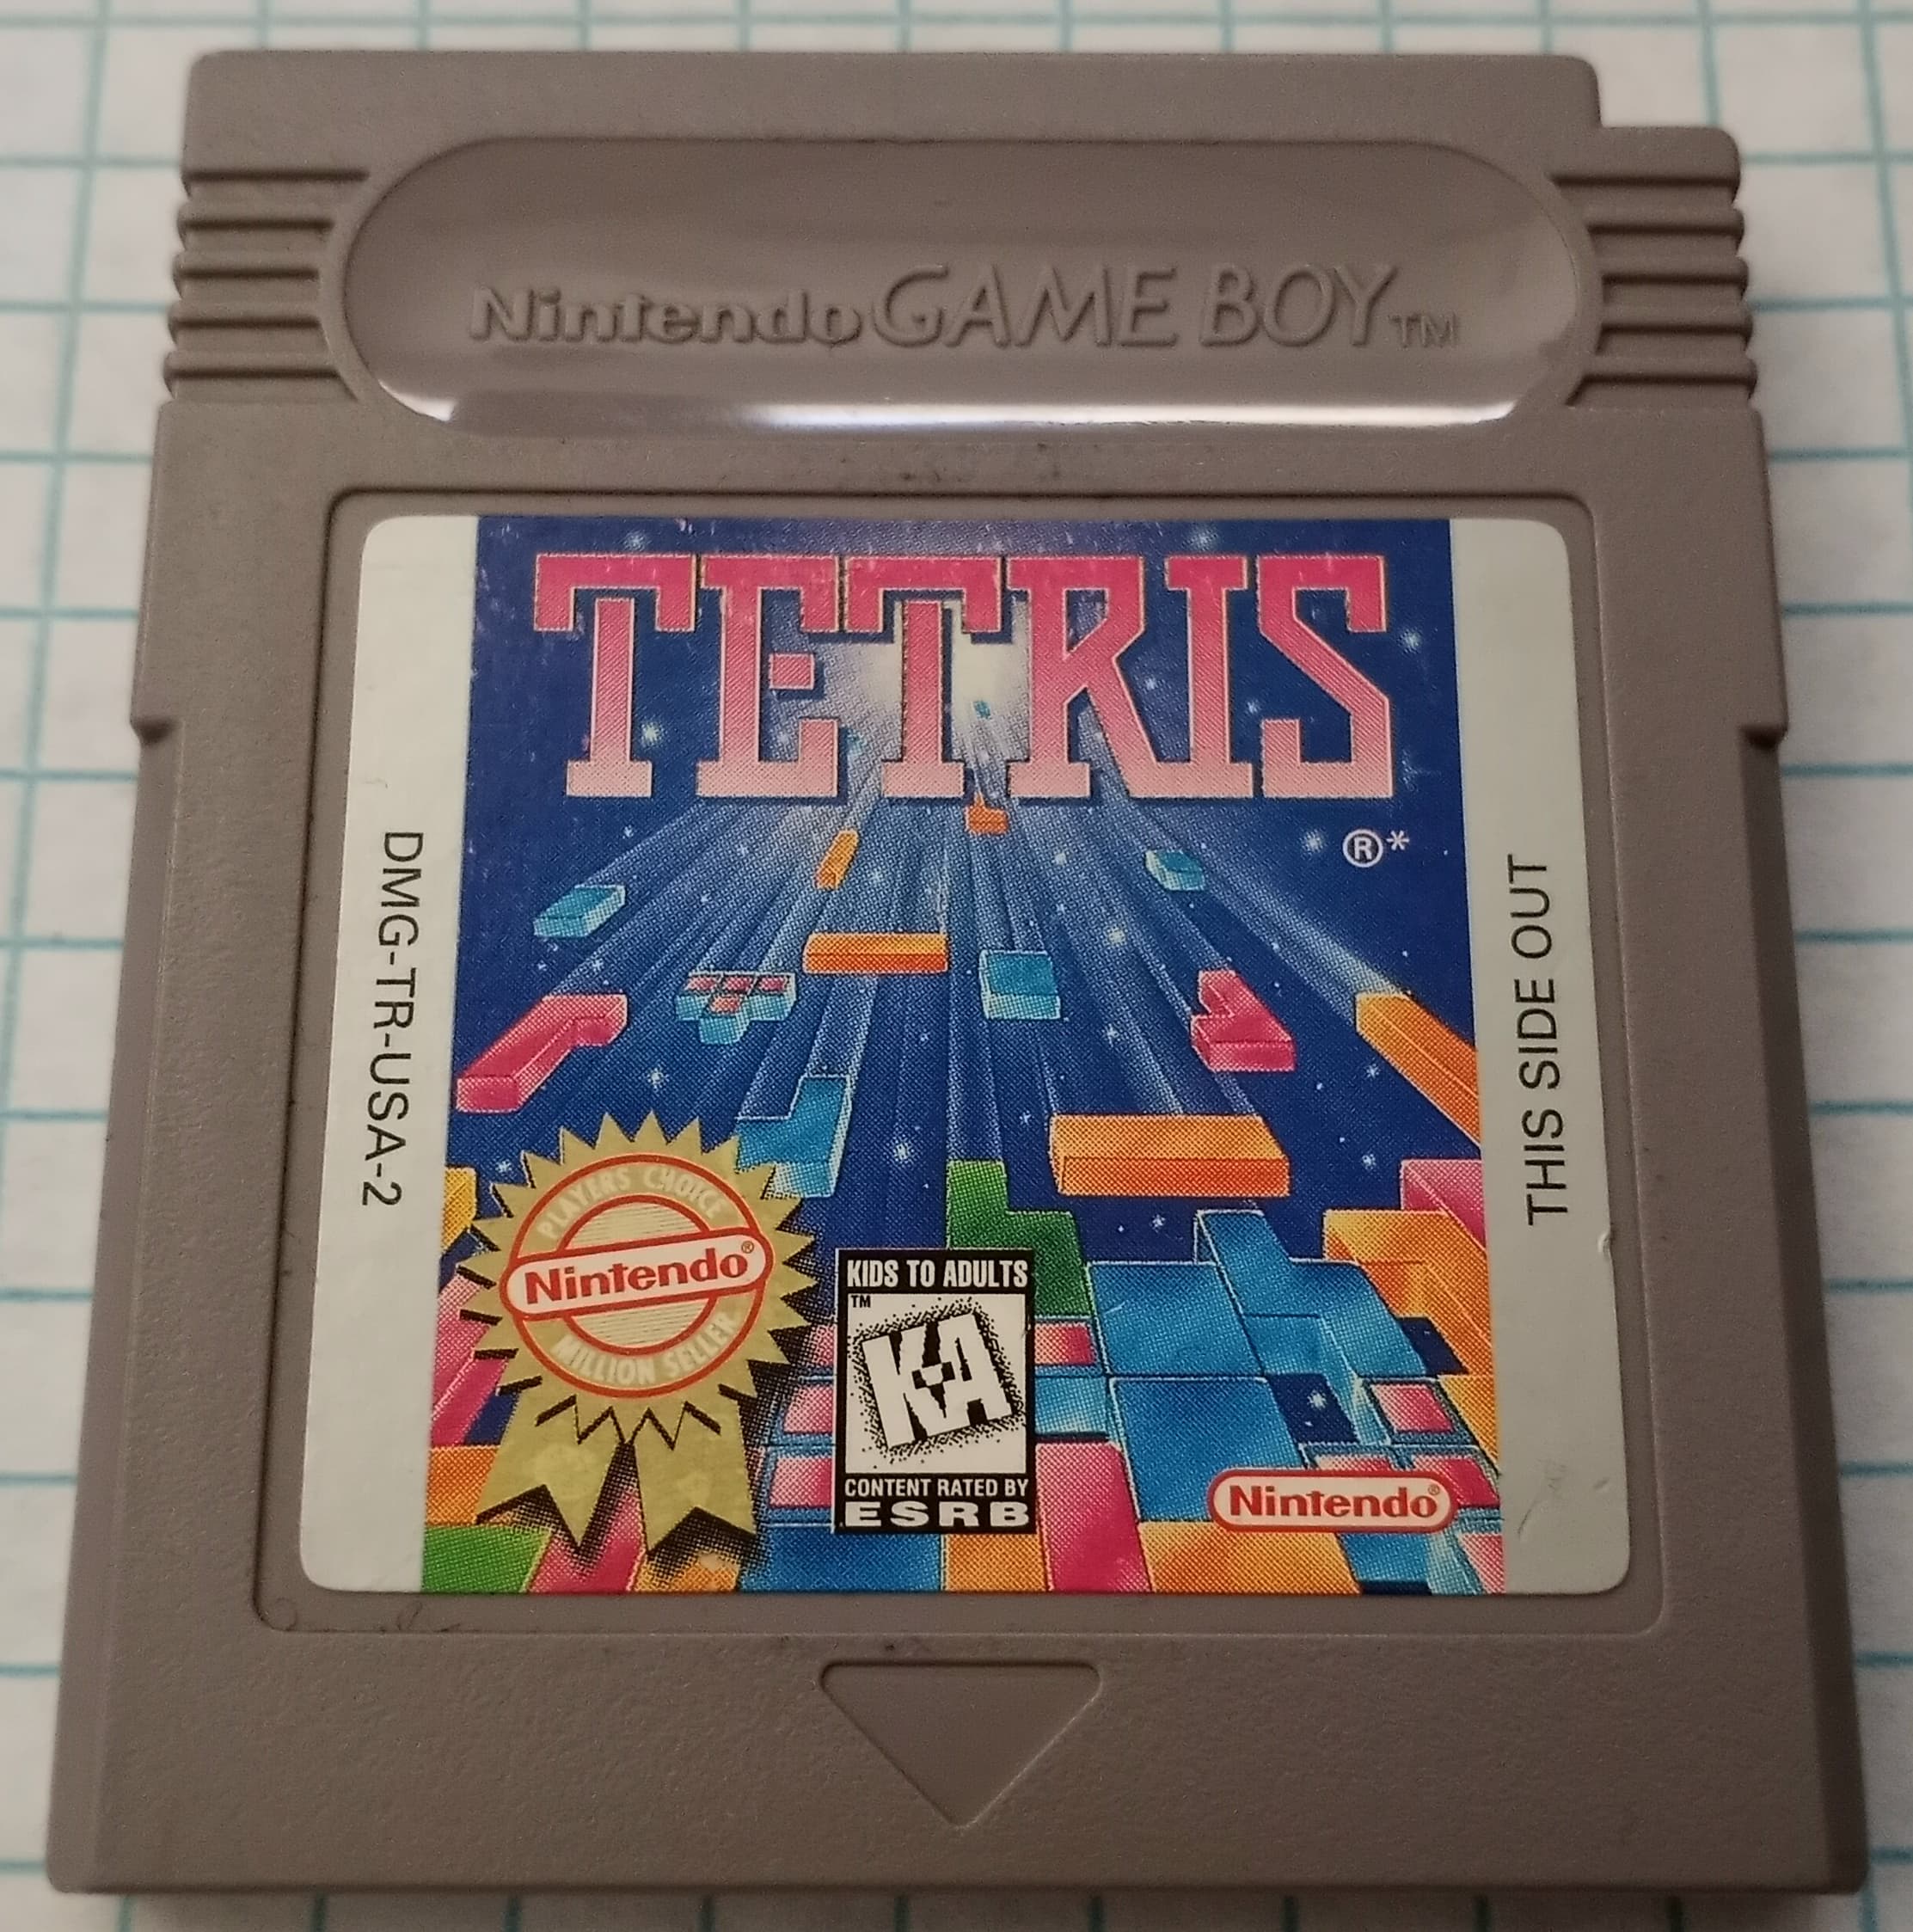 Nintendo GAME BOY TM
TETRIS
®*
DMG-TR-USA-2
THIS SIDE OUT
PLAYERS CHOICE
Nintendo®
MILLION SELLER
KIDS TO ADULTS
TM
KA
CONTENT RATED BY
ESRB
Nintendo®